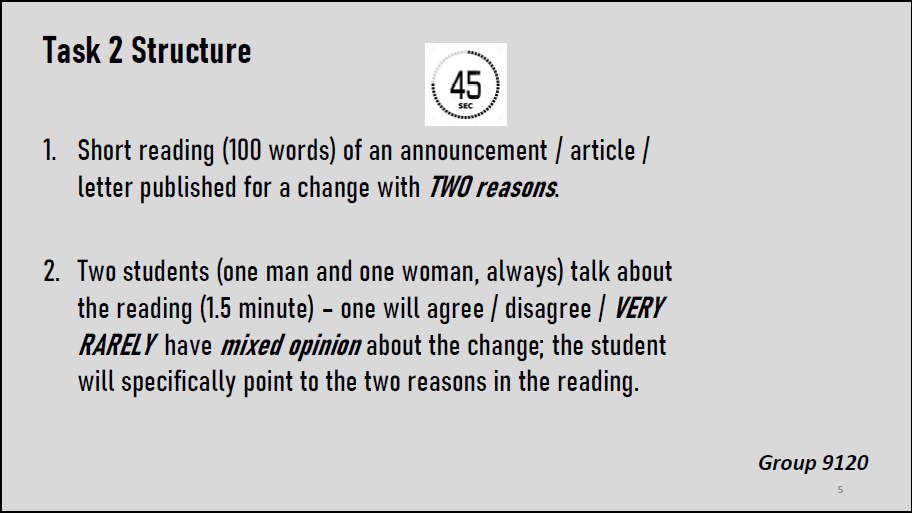 Task 2 Structure
45
SEC
1. Short reading (100 words) of an announcement / article /
letter published for a change with TWO reasons.
2. Two students (one man and one woman, always) talk about
the reading (1.5 minute) – one will agree / disagree / VERY
RARELY have mixed opinion about the change; the student
will specifically point to the two reasons in the reading.
Group 9120
5